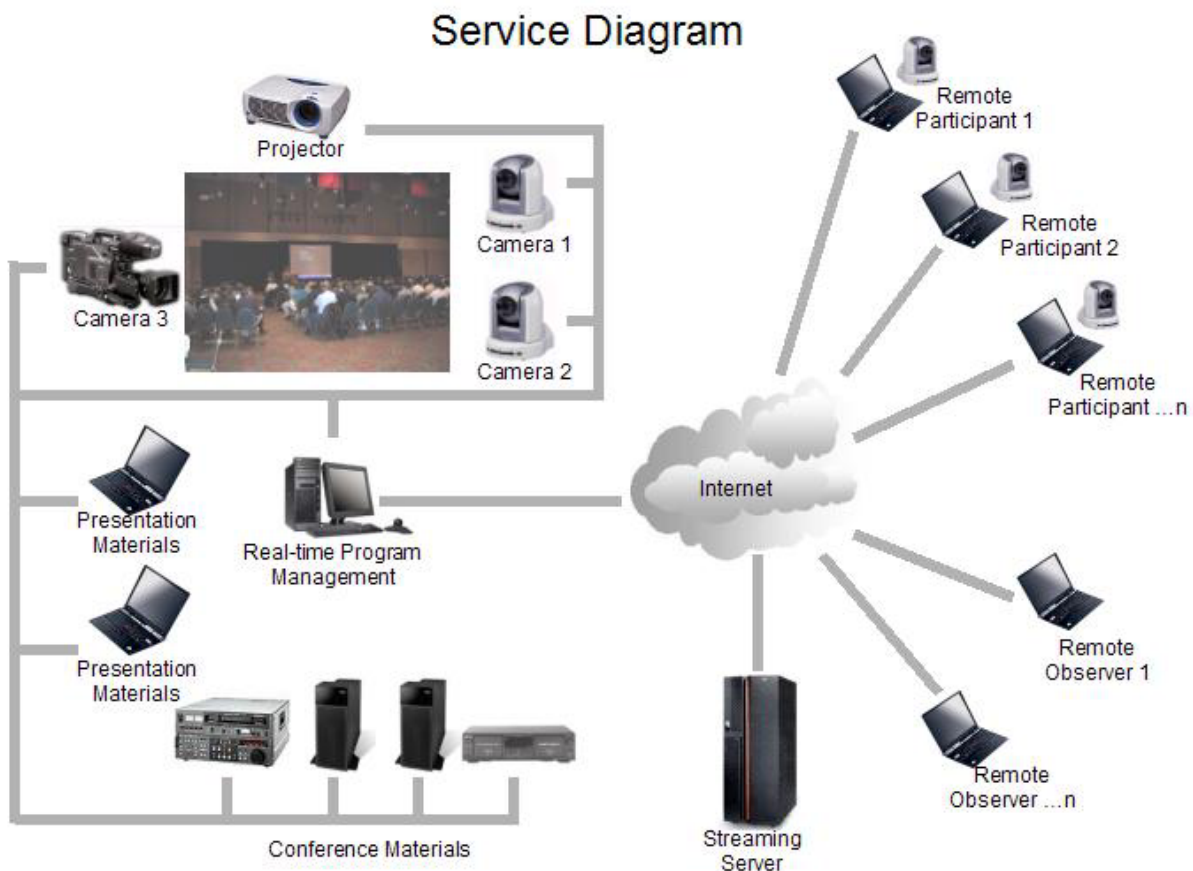 Service Diagram
Projector
Camera 1
Camera 2
Camera 3
Remote
Participant 1
Remote
Participant 2
Remote
Participant ...n
Internet
Presentation
Materials
Real-time Program
Management
Presentation
Materials
Conference Materials
Streaming
Server
Remote
Observer 1
Remote
Observer ...n